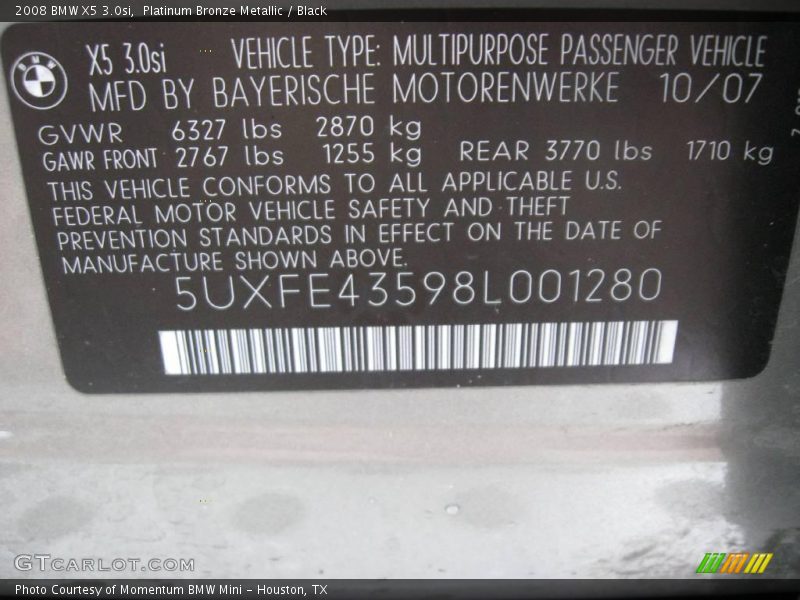 2008 BMW X5 3.0si, Platinum Bronze Metallic / Black
BMW X5 3.0si VEHICLE TYPE: MULTIPURPOSE PASSENGER VEHICLE
MFD BY BAYERISCHE MOTORENWERKE 10/07
GVWR 6327 lbs 2870 kg
GAWR FRONT 2767 lbs 1255 kg REAR 3770 lbs 1710 kg
THIS VEHICLE CONFORMS TO ALL APPLICABLE U.S.
FEDERAL MOTOR VEHICLE SAFETY AND THEFT
PREVENTION STANDARDS IN EFFECT ON THE DATE OF
MANUFACTURE SHOWN ABOVE.
5UXFE43598L001280
GTCARLOT.COM
Photo Courtesy of Momentum BMW Mini - Houston, TX